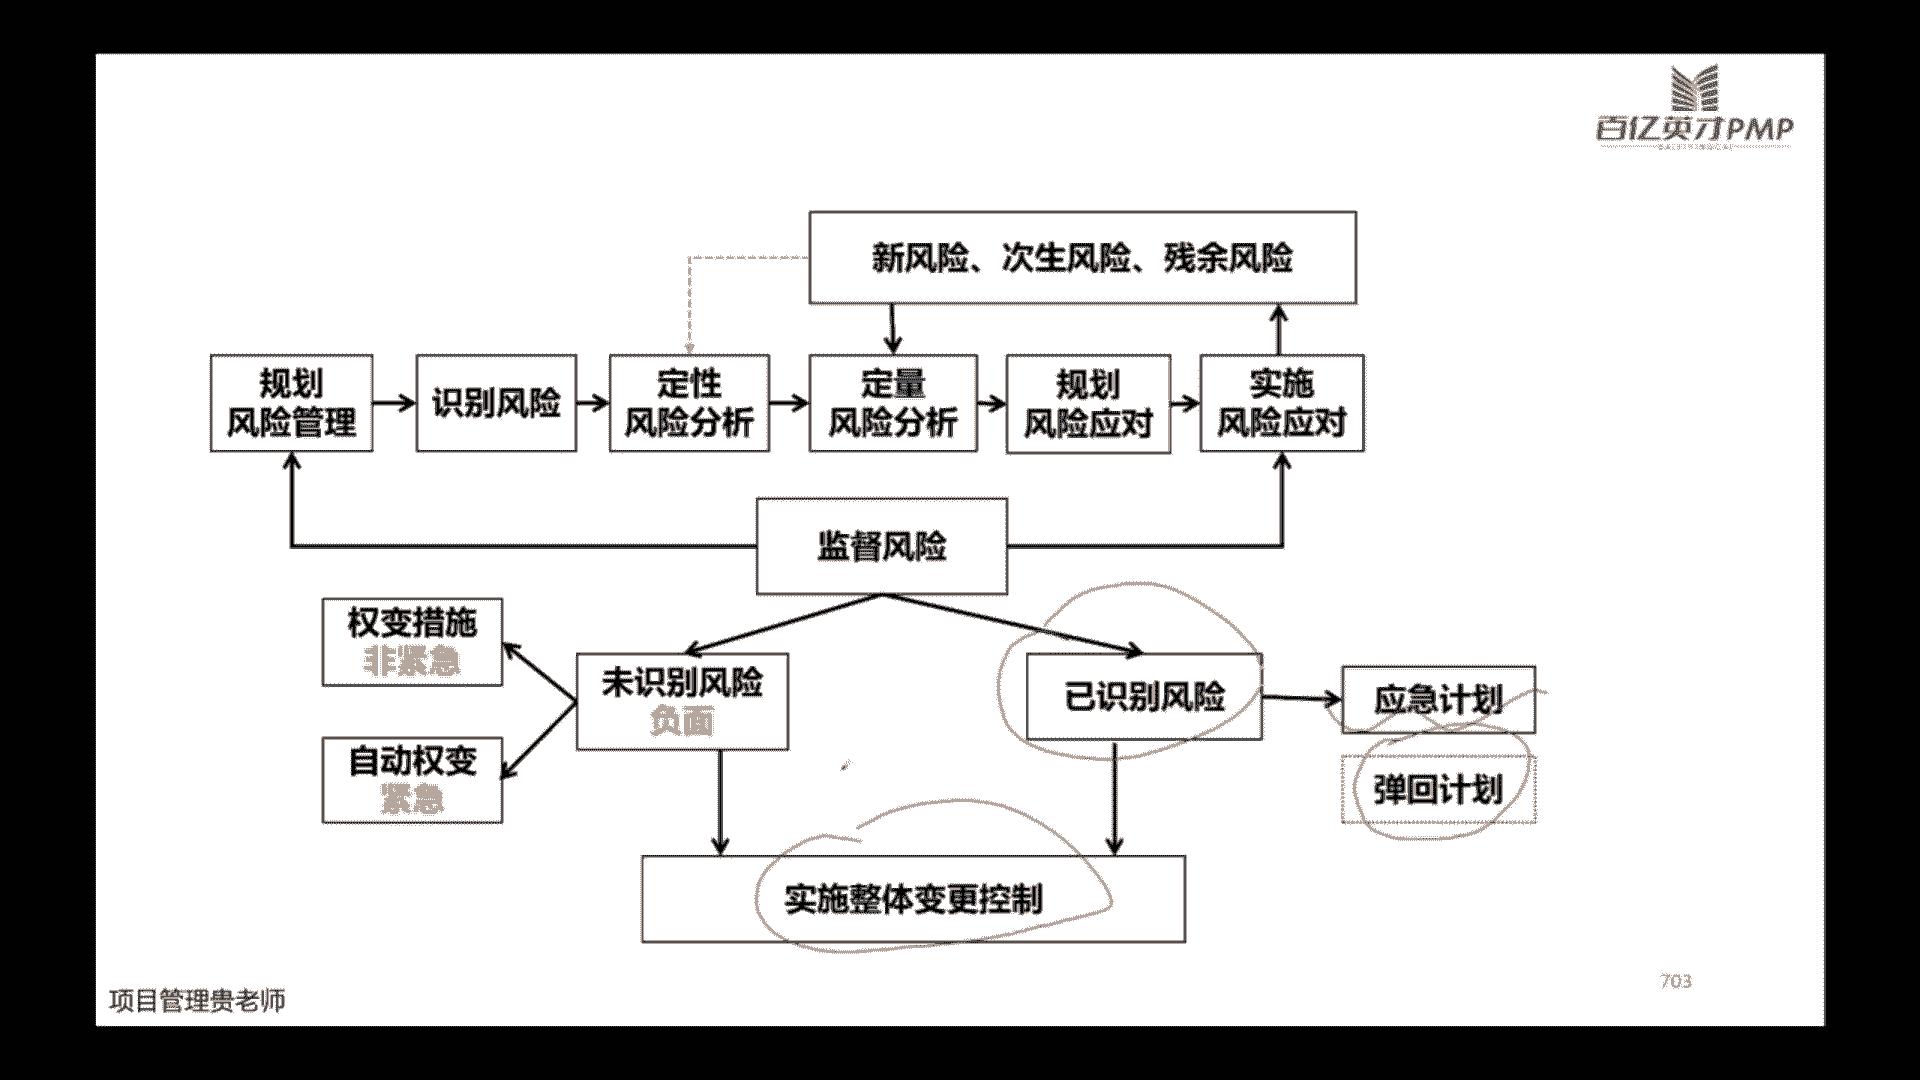 百亿英才PMP
新风险、次生风险、残余风险
规划
风险管理
识别风险
定性
风险分析
定量
风险分析
规划
风险应对
实施
风险应对
监督风险
权变措施
非紧急
未识别风险
负面
已识别风险
应急计划
自动权变
紧急
弹回计划
实施整体变更控制
703
项目管理贵老师